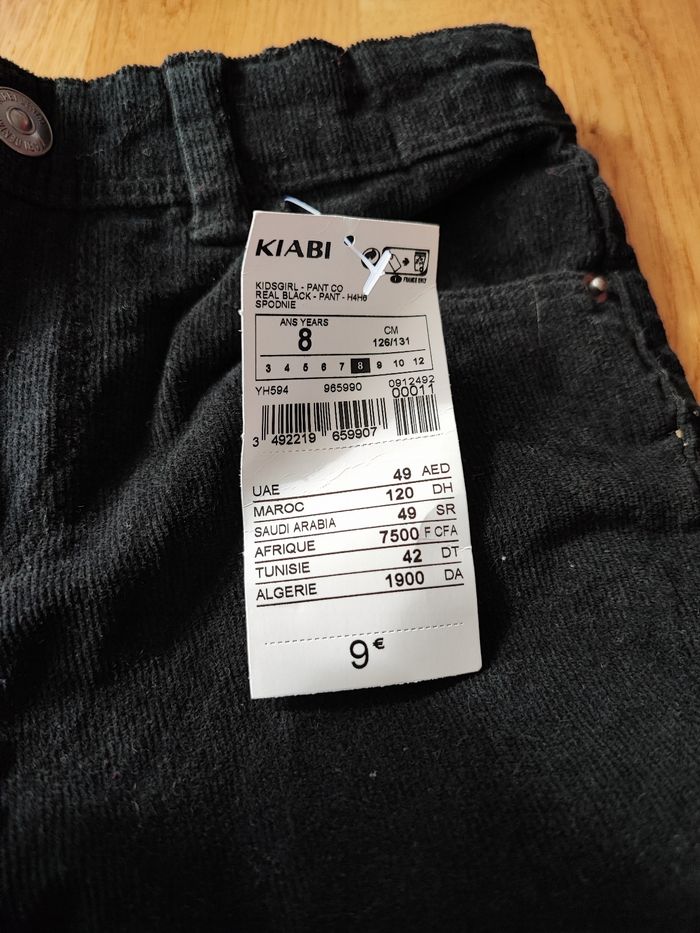 KIABI
FRANCE ONLY
KIDSGIRL - PANT CO
REAL BLACK - PANT - H4H6
SPODNIE
ANS YEARS
8
CM
126/131
3 4 5 6 7 8 9 10 12
YH594 965990 0912492
00011
3 492219 659907
UAE 49 AED
MAROC 120 DH
SAUDI ARABIA 49 SR
AFRIQUE 7500 F CFA
TUNISIE 42 DT
ALGERIE 1900 DA
9€